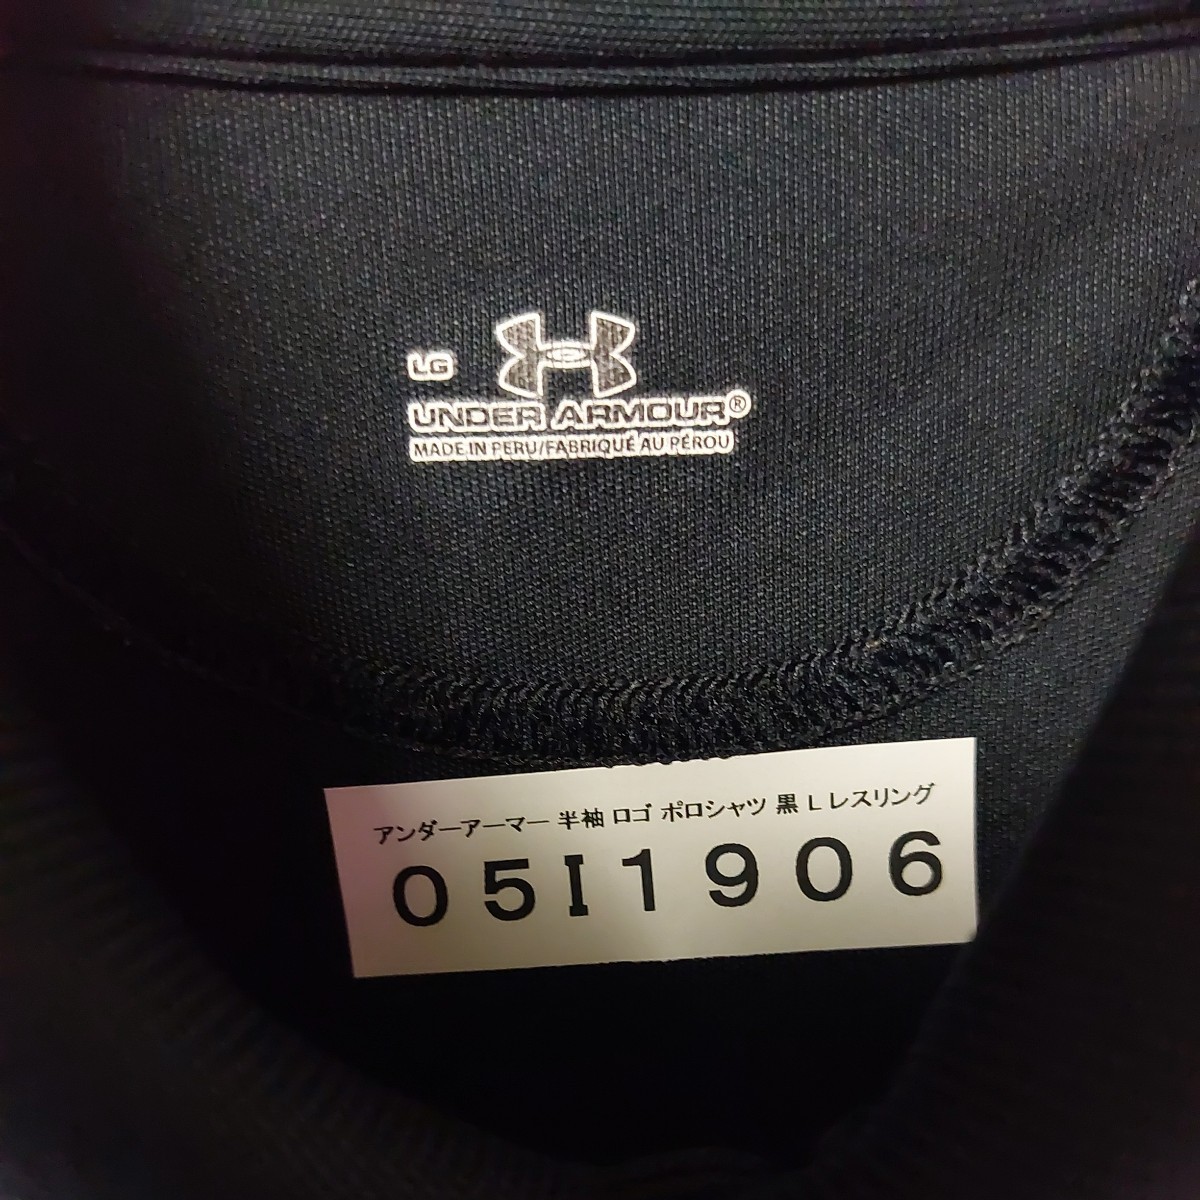 LG
UNDER ARMOUR®
MADE IN PERU/FABRIQUÉ AU PÉROU
アンダーアーマー 半袖 ロゴ ポロシャツ 黒 L レスリング
05I1906